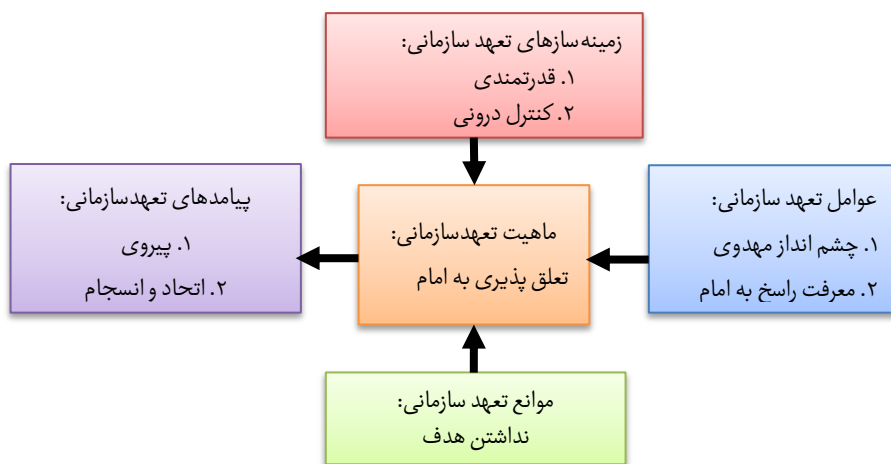 زمینه‌سازهای تعهد سازمانی:
۱. قدرتمندی
۲. کنترل درونی
عوامل تعهد سازمانی:
۱. چشم انداز مهدوی
۲. معرفت راسخ به امام
ماهیت تعهدسازمانی:
تعلق پذیری به امام
پیامدهای تعهدسازمانی:
۱. پیروی
۲. اتحاد و انسجام
موانع تعهد سازمانی:
نداشتن هدف